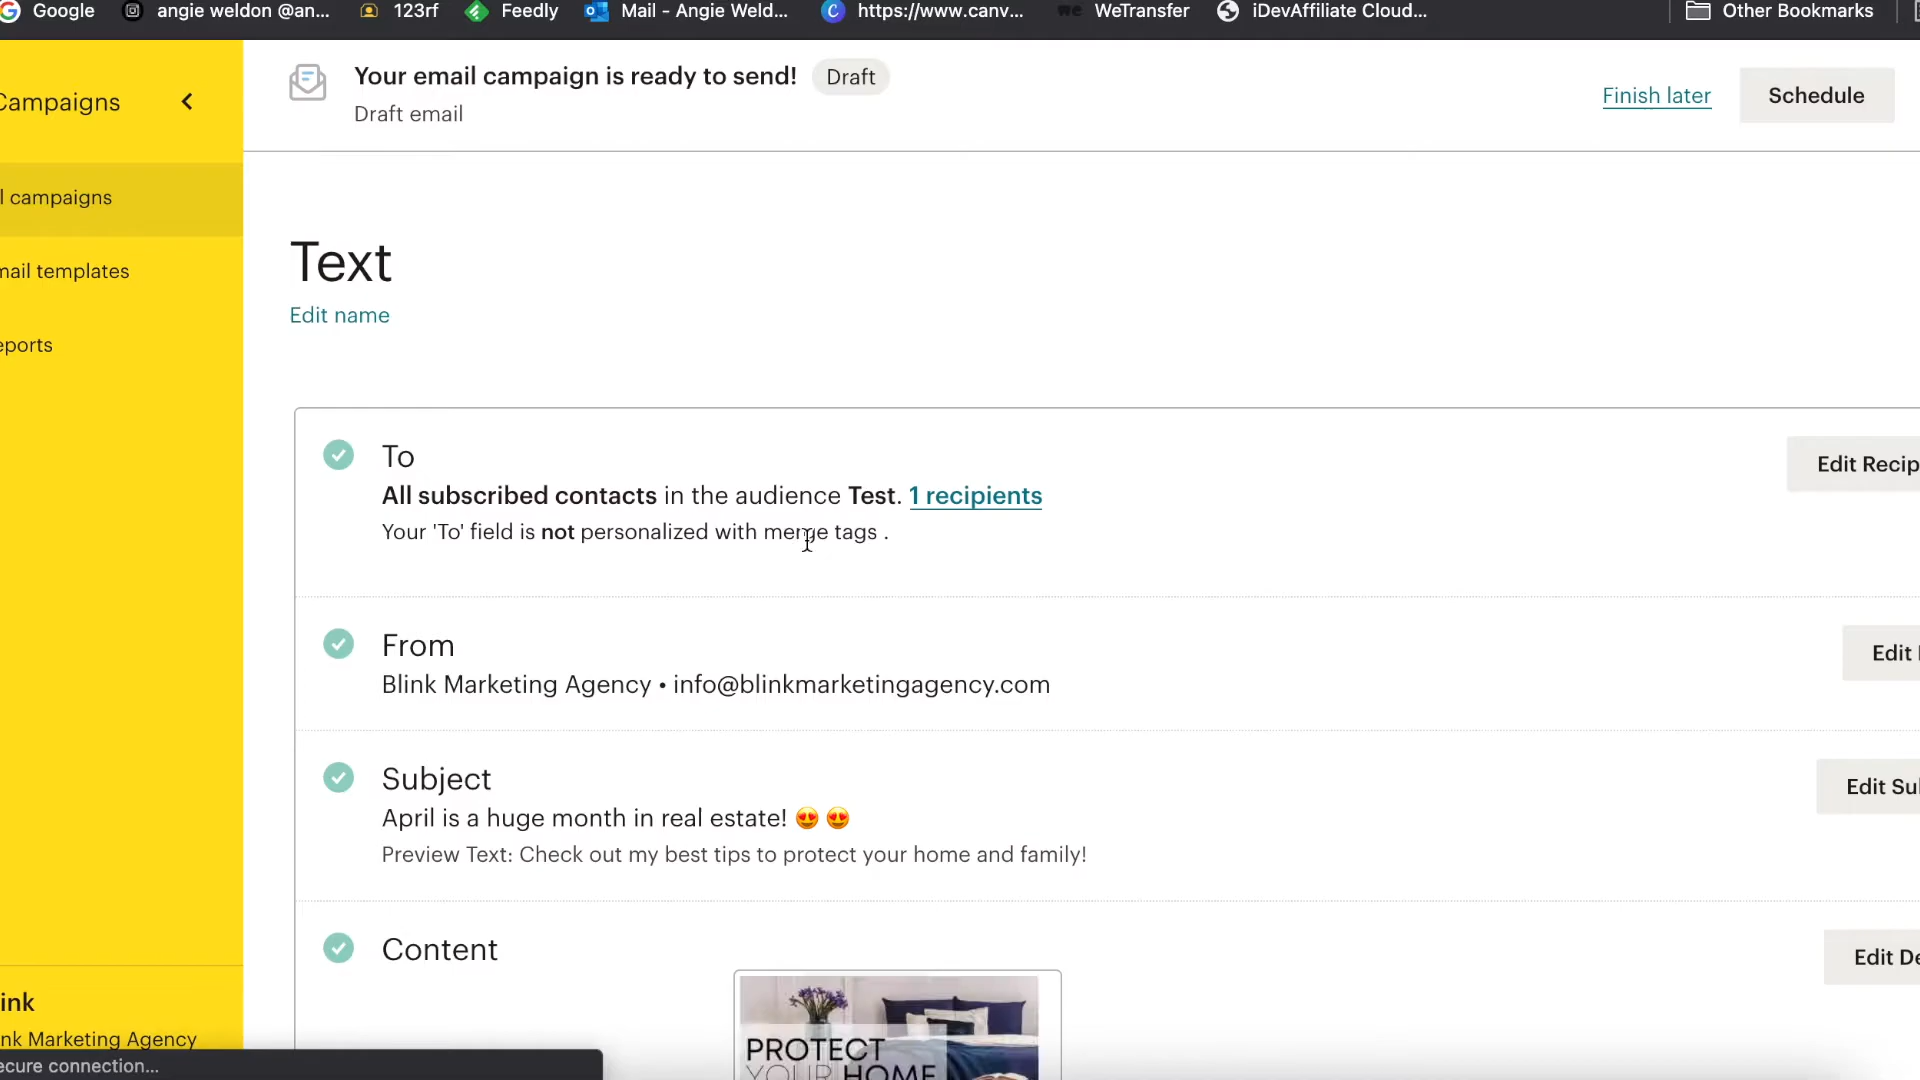 Google angie weldon @an... 123rf Feedly Mail - Angie Weld... https://www.canv... WeTransfer iDevAffiliate Cloud... Other Bookmarks
Campaigns
Your email campaign is ready to send! Draft
Draft email
Finish later Schedule
l campaigns
mail templates
eports
Text
Edit name
To
All subscribed contacts in the audience Test. 1 recipients
Your 'To' field is not personalized with merge tags .
Edit Recip
From
Blink Marketing Agency • info@blinkmarketingagency.com
Edit
Subject
April is a huge month in real estate! 😍 😍
Preview Text: Check out my best tips to protect your home and family!
Edit Su
Content
Edit De
PROTECT
YOUR HOME
ink
nk Marketing Agency
ecure connection...